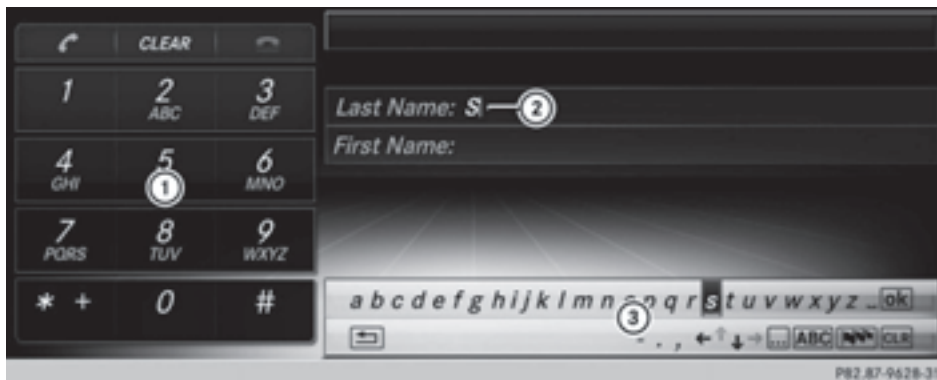 CLEAR
1 2 3
ABC DEF
Last Name: S 2
First Name:
4 5 6
GHI 1 MNO
7 8 9
PQRS TUV WXYZ
* + 0 #
a b c d e f g h i j k l m n p q r s t u v w x y z _ ok
3
- . , ← ↑ ↓ → ... ABC CLR
P82.87-9628-31